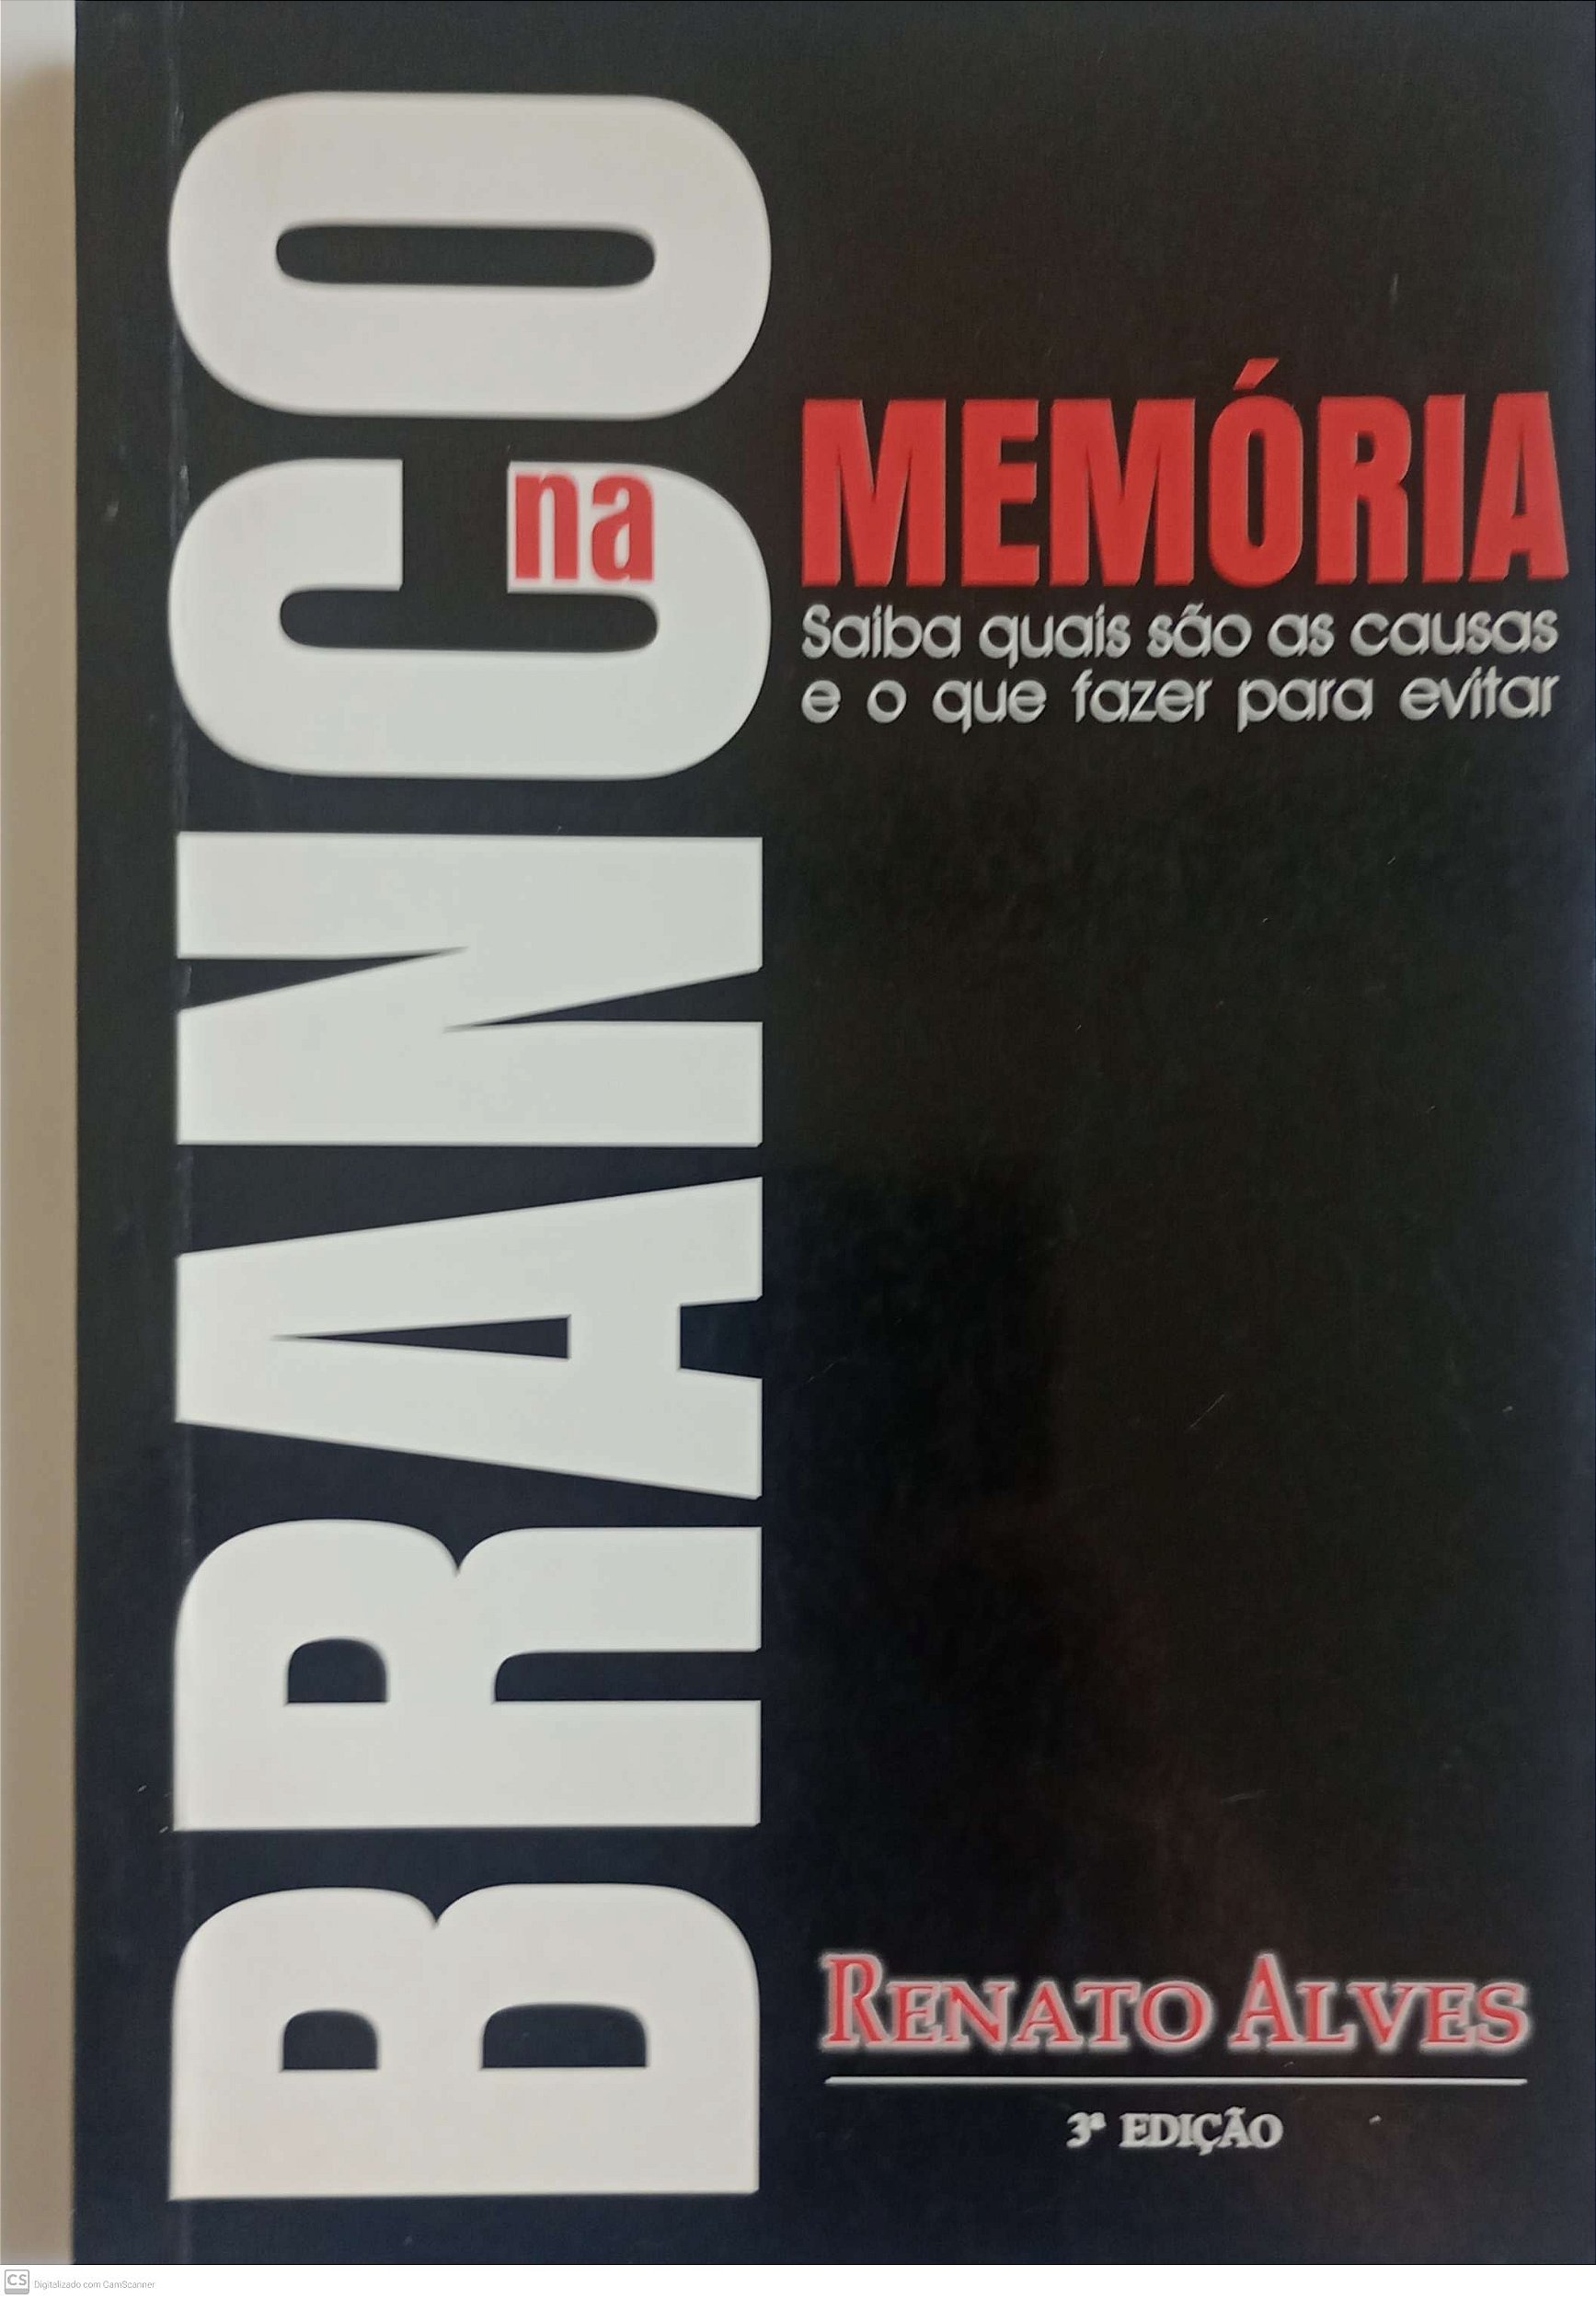 BRANCO
na
MEMÓRIA
Saiba quais são as causas
e o que fazer para evitar
RENATO ALVES
3ª EDIÇÃO
CS Digitalizado com CamScanner